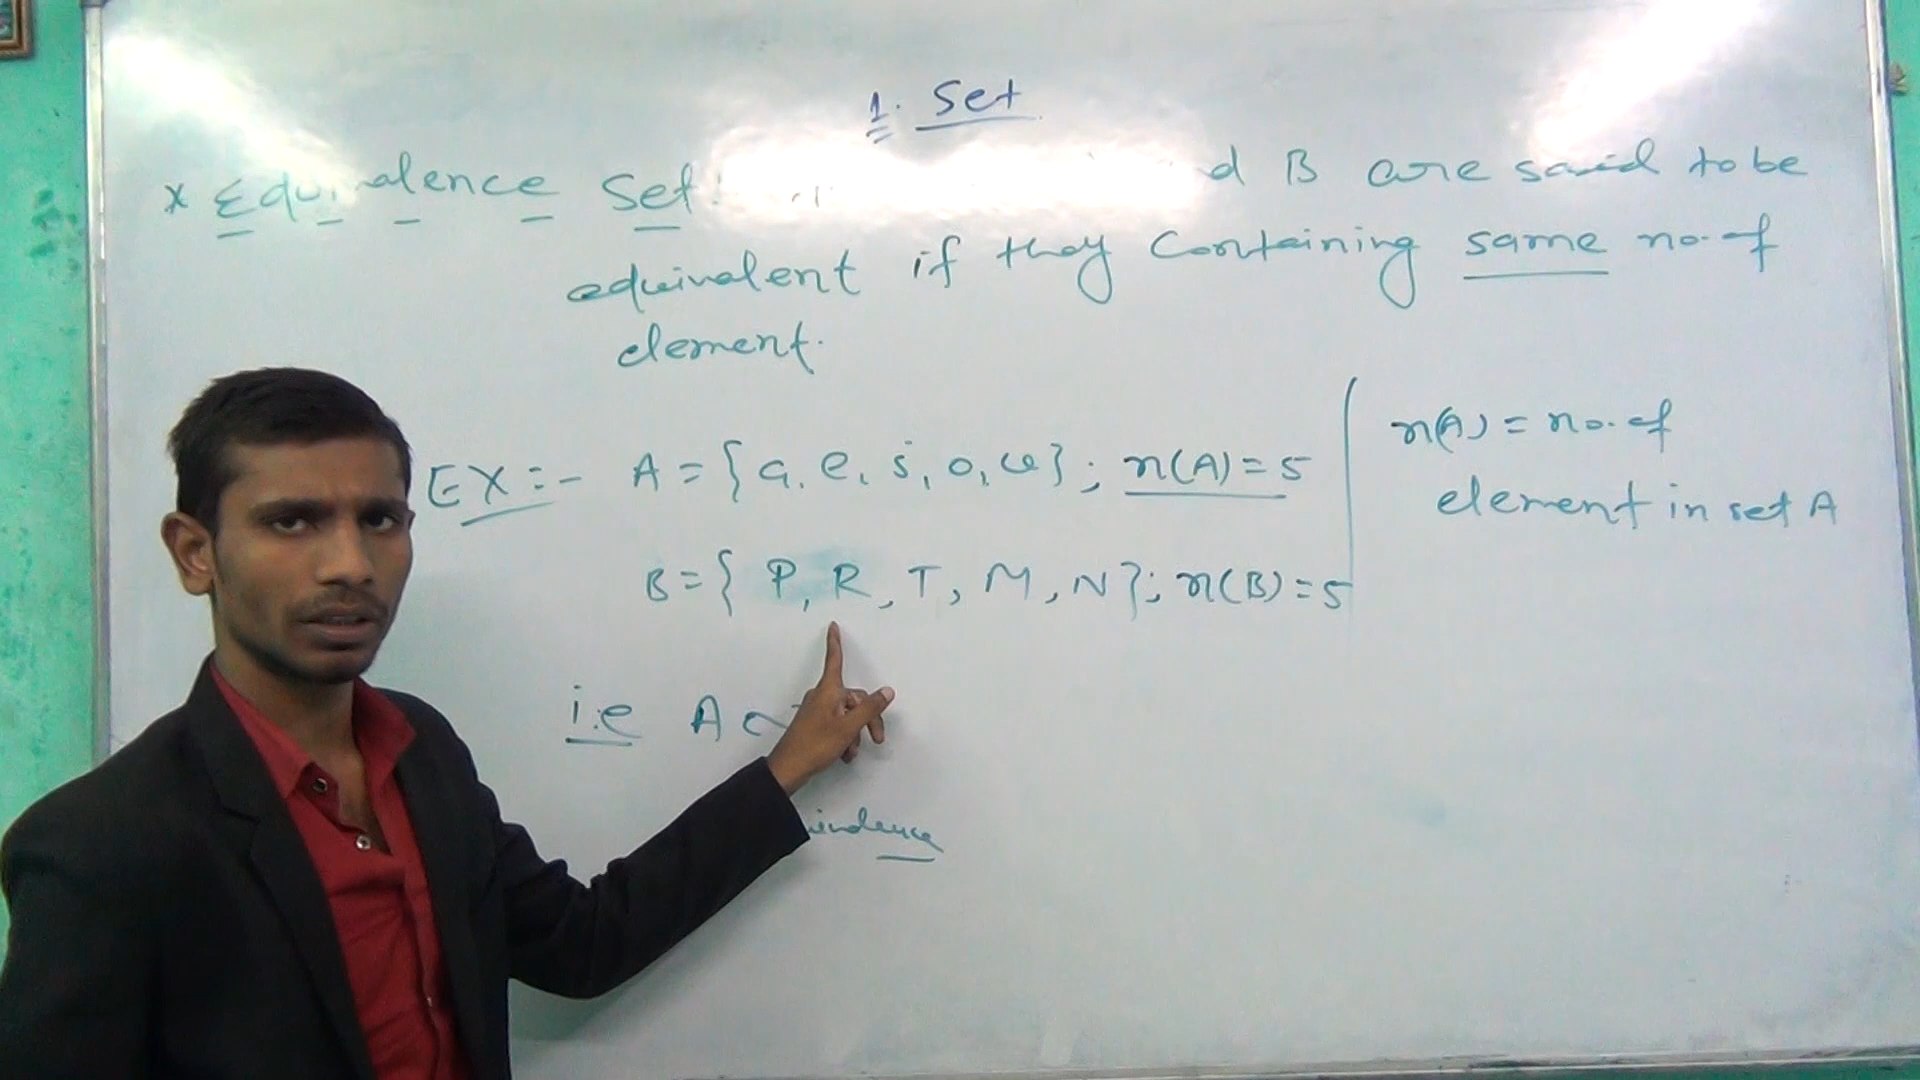 1. Set
* Equivalence Set: d B are said to be
equivalent if they Containing same no. of
element.
EX :- A = {a, e, i, o, u}; n(A) = 5
B = { P, R, T, M, N}; n(B) = 5
i.e A ~
n(A) = no. of
element in set A